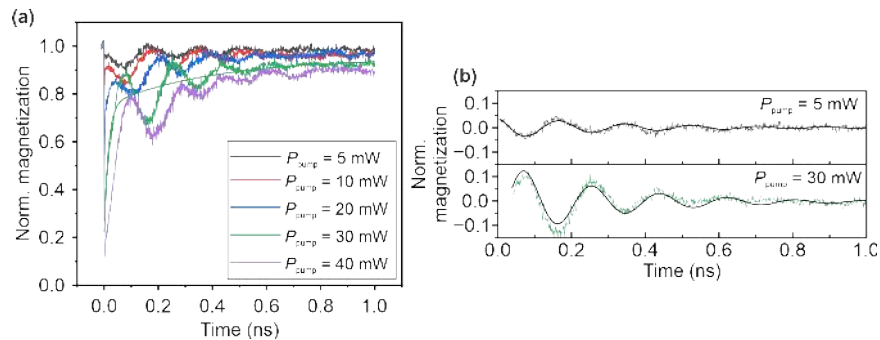 (a)
1.0
0.8
0.6
0.4
0.2
0.0
Norm. magnetization
P_pump = 5 mW
P_pump = 10 mW
P_pump = 20 mW
P_pump = 30 mW
P_pump = 40 mW
0.0 0.2 0.4 0.6 0.8 1.0
Time (ns)
(b)
0.1
0.0
−0.1
P_pump = 5 mW
0.1
0.0
−0.1
P_pump = 30 mW
Norm.
magnetization
0.0 0.2 0.4 0.6 0.8 1.0
Time (ns)